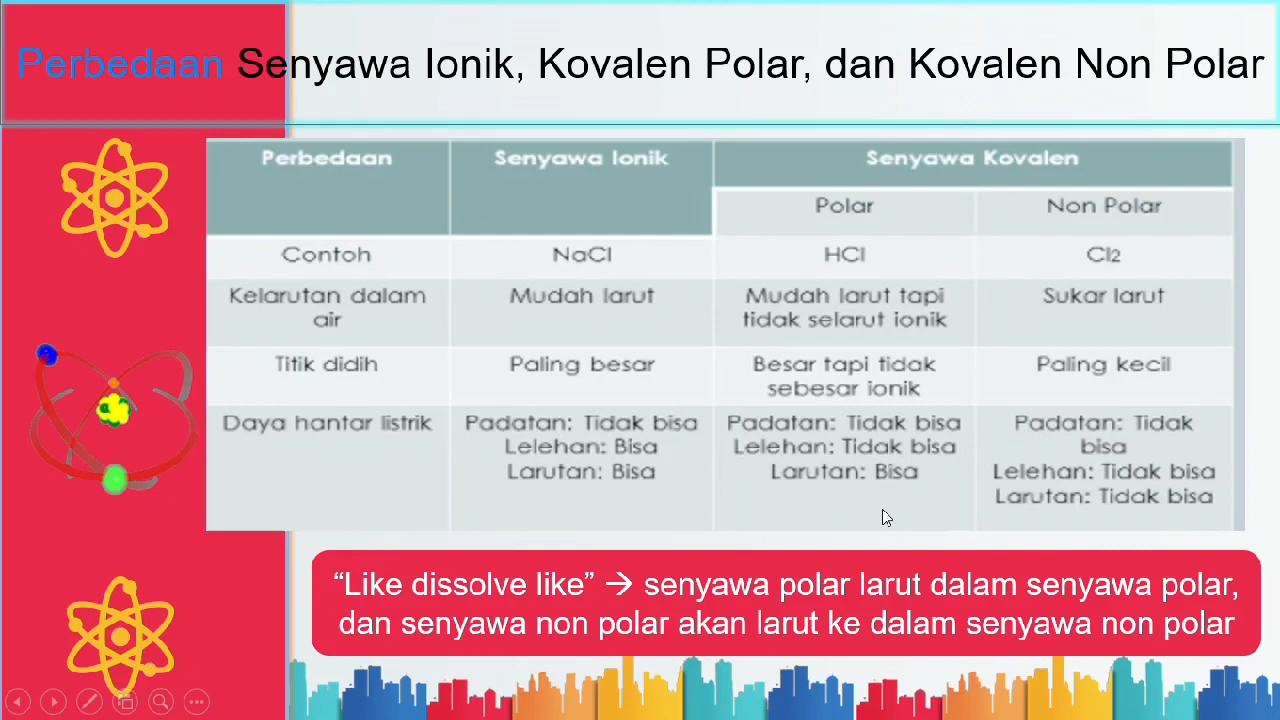 Perbedaan Senyawa Ionik, Kovalen Polar, dan Kovalen Non Polar
Perbedaan
Senyawa Ionik
Senyawa Kovalen
Polar
Non Polar
Contoh
NaCl
HCl
Cl2
Kelarutan dalam
air
Mudah larut
Mudah larut tapi
tidak selarut ionik
Sukar larut
Titik didih
Paling besar
Besar tapi tidak
sebesar ionik
Paling kecil
Daya hantar listrik
Padatan: Tidak bisa
Lelehan: Bisa
Larutan: Bisa
Padatan: Tidak bisa
Lelehan: Tidak bisa
Larutan: Bisa
Padatan: Tidak
bisa
Lelehan: Tidak bisa
Larutan: Tidak bisa
“Like dissolve like” → senyawa polar larut dalam senyawa polar,
dan senyawa non polar akan larut ke dalam senyawa non polar